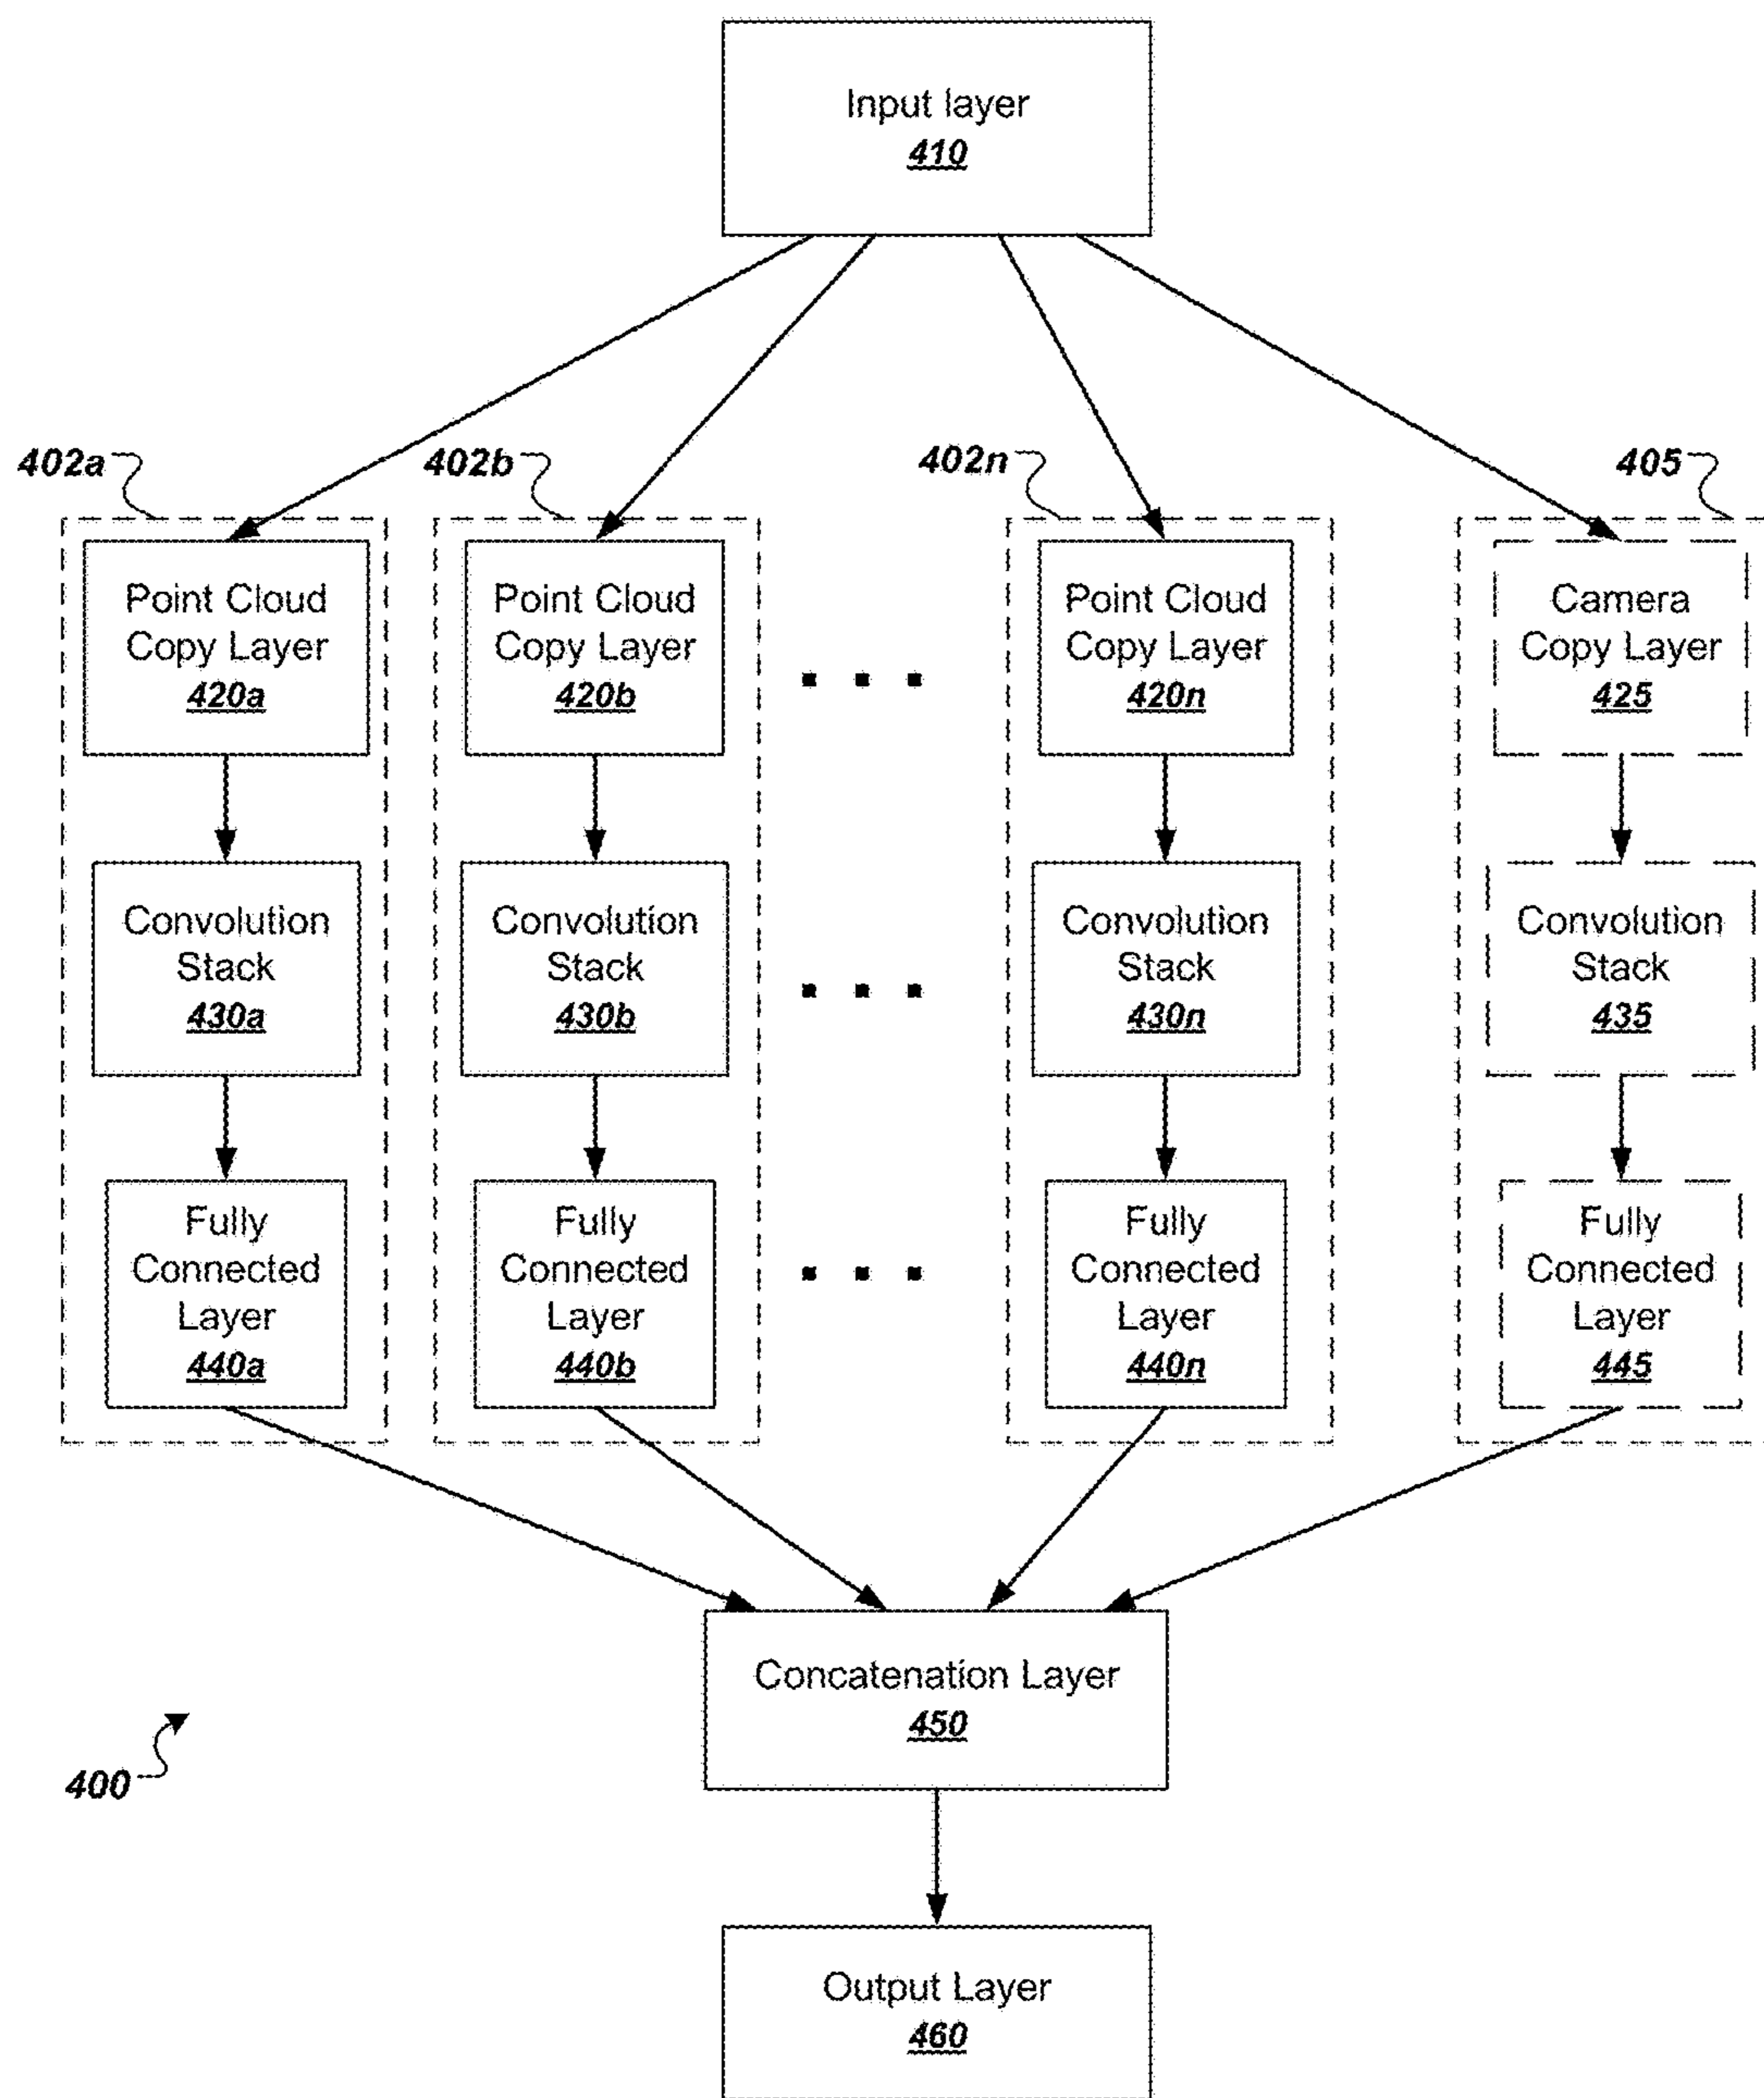 Input layer
410
402a
402b
402n
405
Point Cloud
Copy Layer
420a
Point Cloud
Copy Layer
420b
Point Cloud
Copy Layer
420n
Camera
Copy Layer
425
Convolution
Stack
430a
Convolution
Stack
430b
Convolution
Stack
430n
Convolution
Stack
435
Fully
Connected
Layer
440a
Fully
Connected
Layer
440b
Fully
Connected
Layer
440n
Fully
Connected
Layer
445
Concatenation Layer
450
400
Output Layer
460